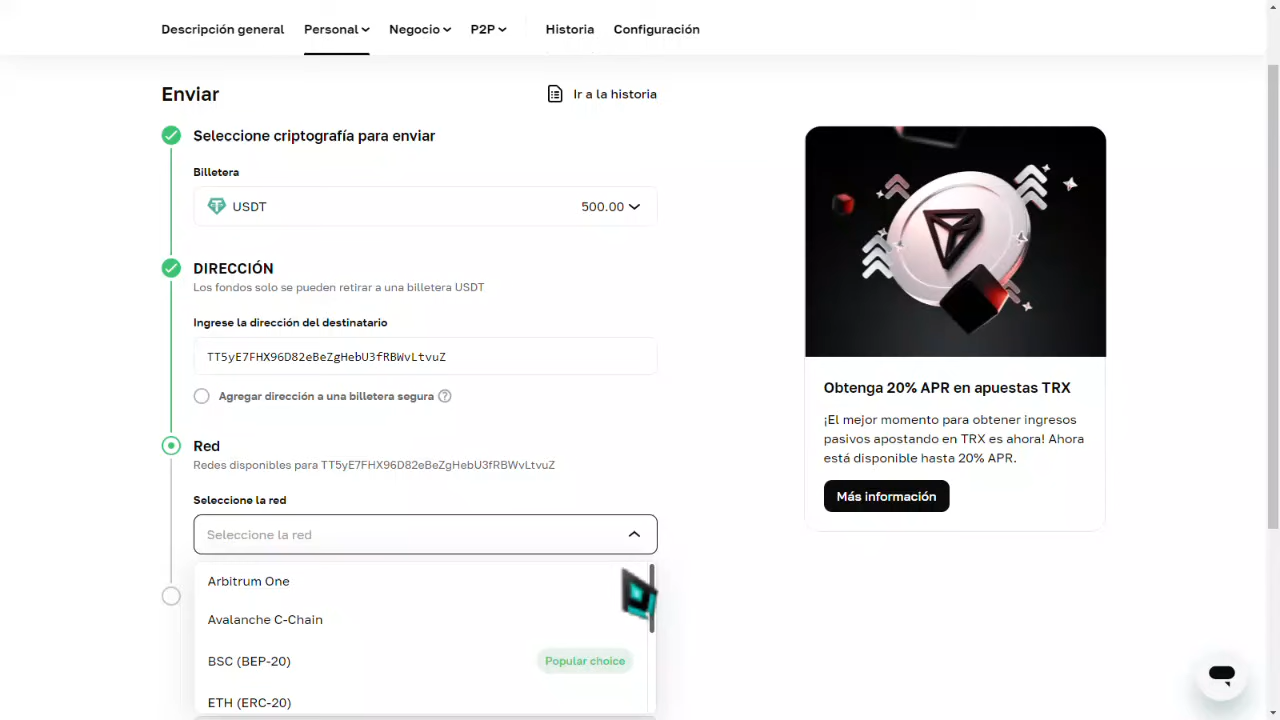 Descripción general Personal Negocio P2P Historia Configuración
Enviar
Ir a la historia
Seleccione criptografía para enviar
Billetera
USDT 500.00
DIRECCIÓN
Los fondos solo se pueden retirar a una billetera USDT
Ingrese la dirección del destinatario
TT5yE7FHX96D82eBeZgHebU3fRBWvLtvuZ
Agregar dirección a una billetera segura ?
Red
Redes disponibles para TT5yE7FHX96D82eBeZgHebU3fRBWvLtvuZ
Seleccione la red
Seleccione la red
Arbitrum One
Avalanche C-Chain
BSC (BEP-20) Popular choice
ETH (ERC-20)
Obtenga 20% APR en apuestas TRX
¡El mejor momento para obtener ingresos
pasivos apostando en TRX es ahora! Ahora
está disponible hasta 20% APR.
Más información